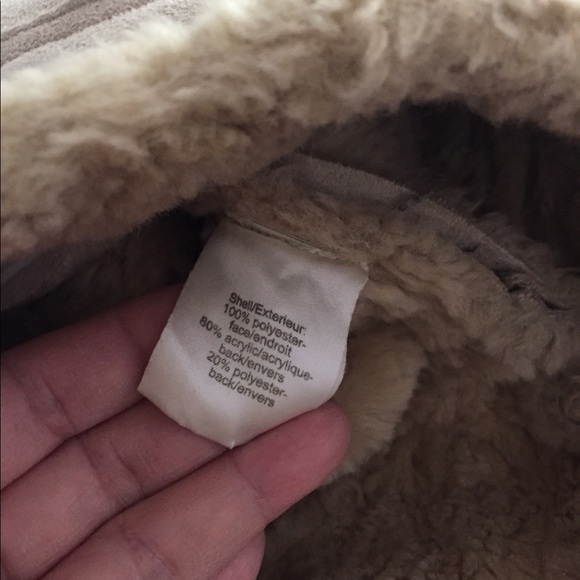 Shell/Exterieur:
100% polyester-
face/endroit
80% acrylic/acrylique-
back/envers
20% polyester-
back/envers